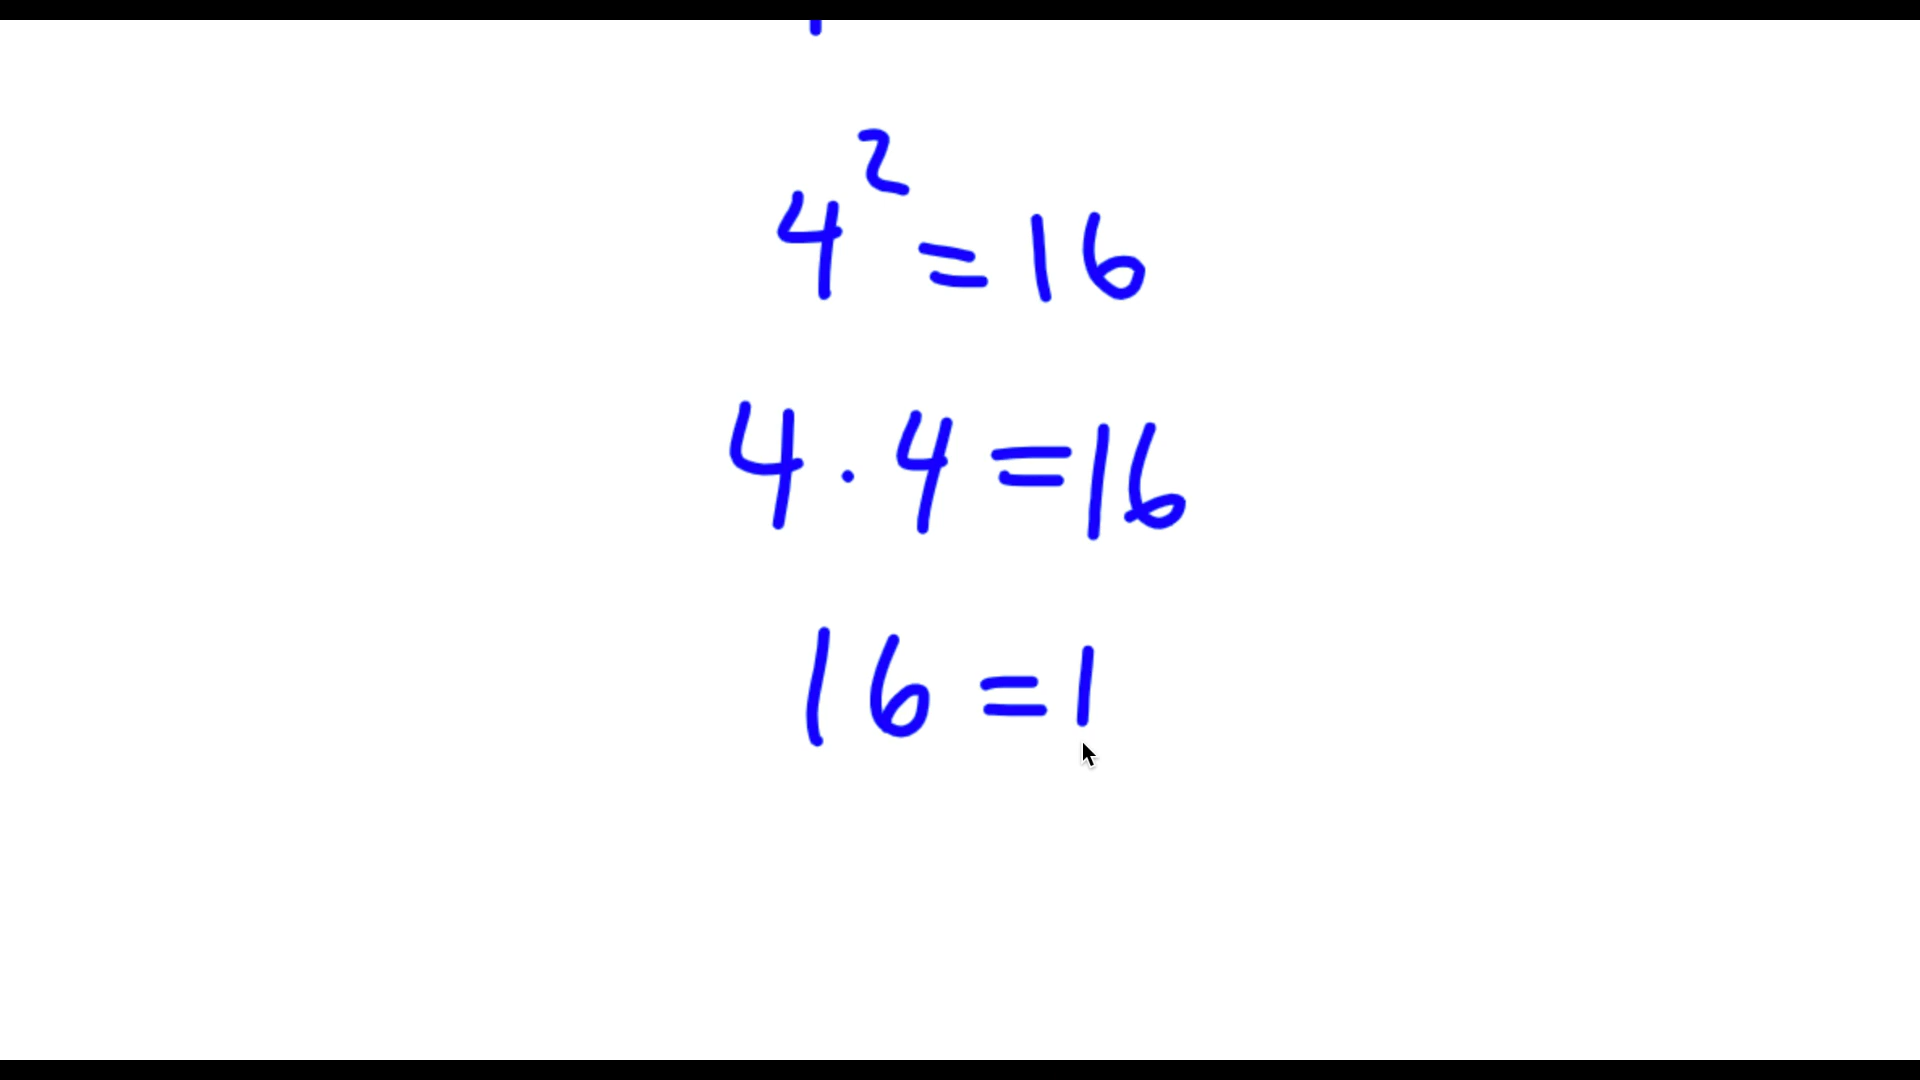 4² = 16
4 · 4 = 16
16 = 1